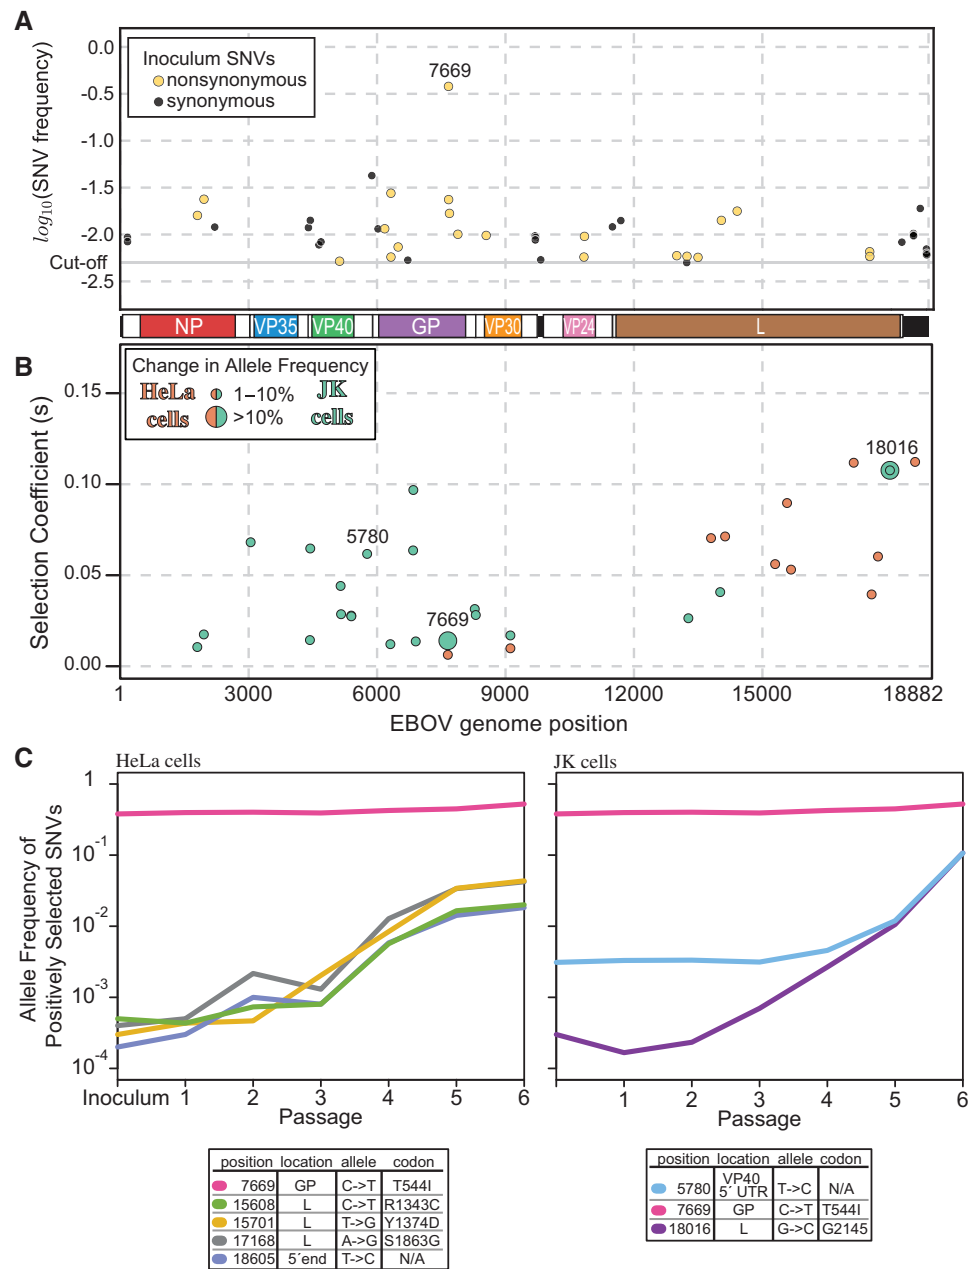 A
0.0
-0.5
-1.0
-1.5
-2.0
Cut-off
-2.5
log10(SNV frequency)
Inoculum SNVs
nonsynonymous
synonymous
7669
NP
VP35
VP40
GP
VP30
VP24
L
B
Change in Allele Frequency
HeLa cells
1–10%
>10%
JK cells
0.15
0.10
0.05
0.00
Selection Coefficient (s)
5780
7669
18016
1
3000
6000
9000
12000
15000
18882
EBOV genome position
C
HeLa cells
JK cells
Allele Frequency of
Positively Selected SNVs
1
10-1
10-2
10-3
10-4
Inoculum 1 2 3 4 5 6
Passage
1 2 3 4 5 6
Passage
position location allele codon
7669 GP C->T T544I
15608 L C->T R1343C
15701 L T->G Y1374D
17168 L A->G S1863G
18605 5´end T->C N/A
position location allele codon
5780 VP40 5´ UTR T->C N/A
7669 GP C->T T544I
18016 L G->C G2145